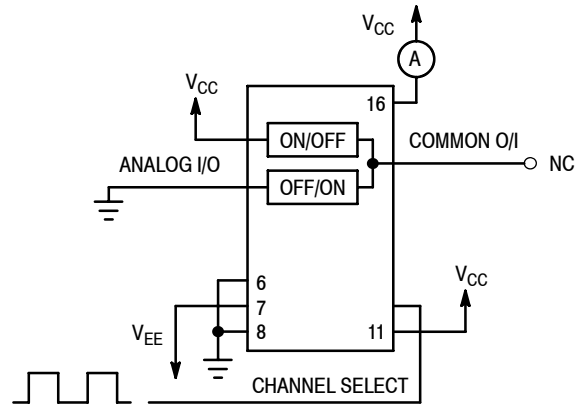 VCC
A
VCC
16
ON/OFF
COMMON O/I
NC
ANALOG I/O
OFF/ON
6
7
8
VCC
11
VEE
CHANNEL SELECT